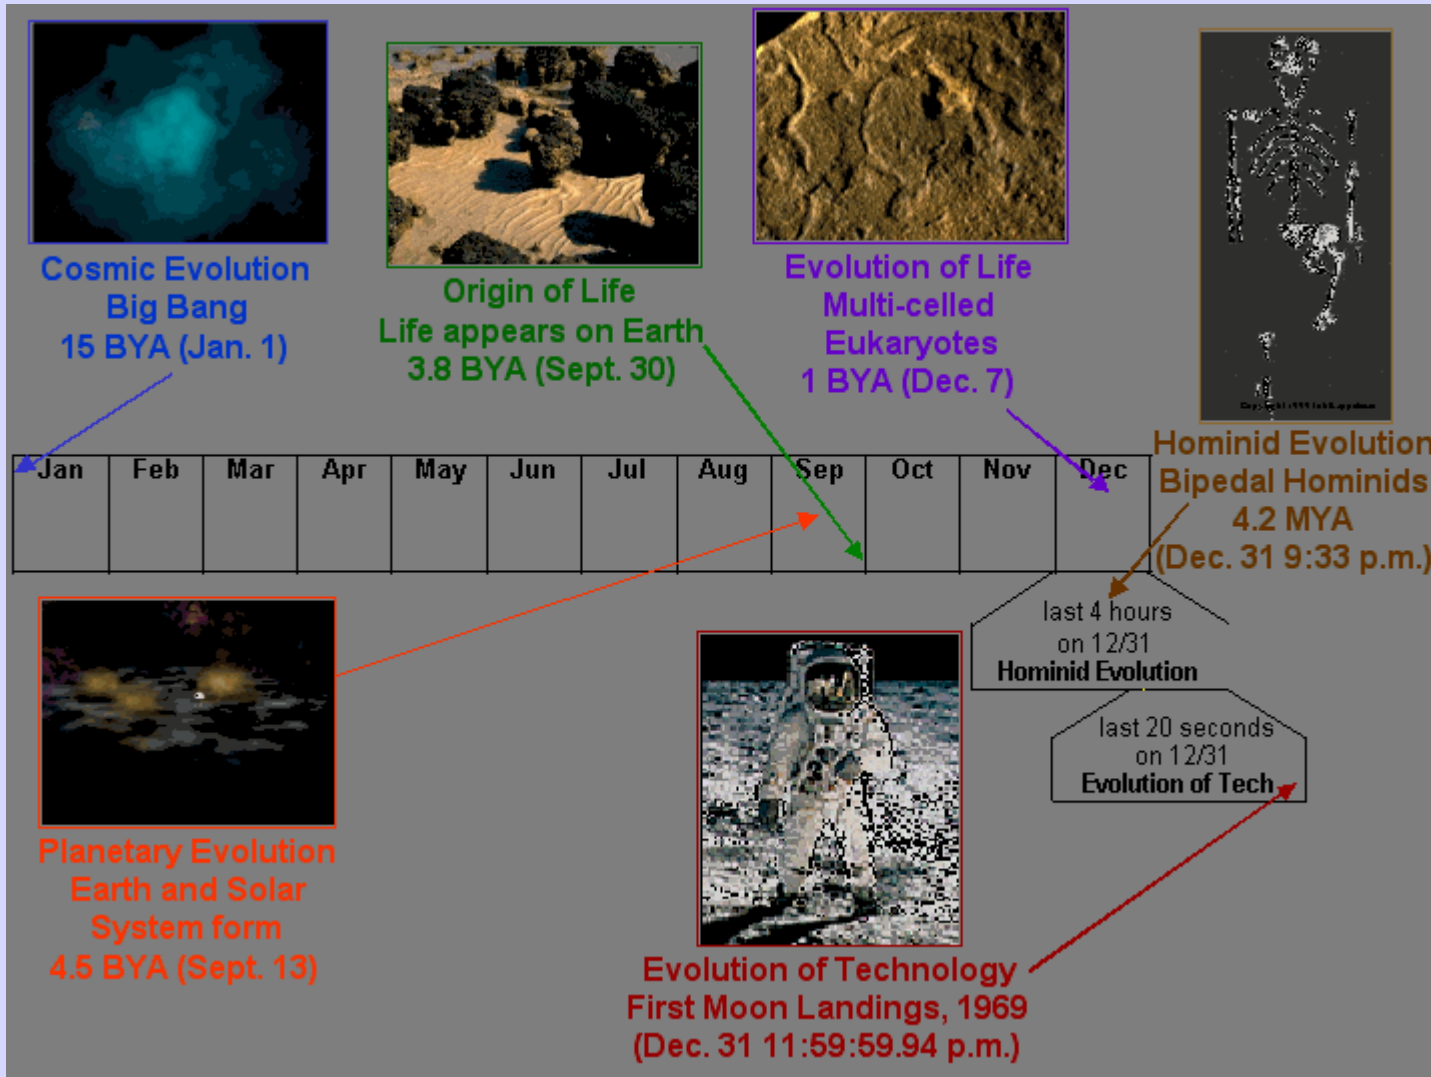 Cosmic Evolution
Big Bang
15 BYA (Jan. 1)
Origin of Life
Life appears on Earth
3.8 BYA (Sept. 30)
Evolution of Life
Multi-celled
Eukaryotes
1 BYA (Dec. 7)
Hominid Evolution
Bipedal Hominids
4.2 MYA
(Dec. 31 9:33 p.m.)
Jan Feb Mar Apr May Jun Jul Aug Sep Oct Nov Dec
last 4 hours
on 12/31
Hominid Evolution
last 20 seconds
on 12/31
Evolution of Tech
Planetary Evolution
Earth and Solar
System form
4.5 BYA (Sept. 13)
Evolution of Technology
First Moon Landings, 1969
(Dec. 31 11:59:59.94 p.m.)